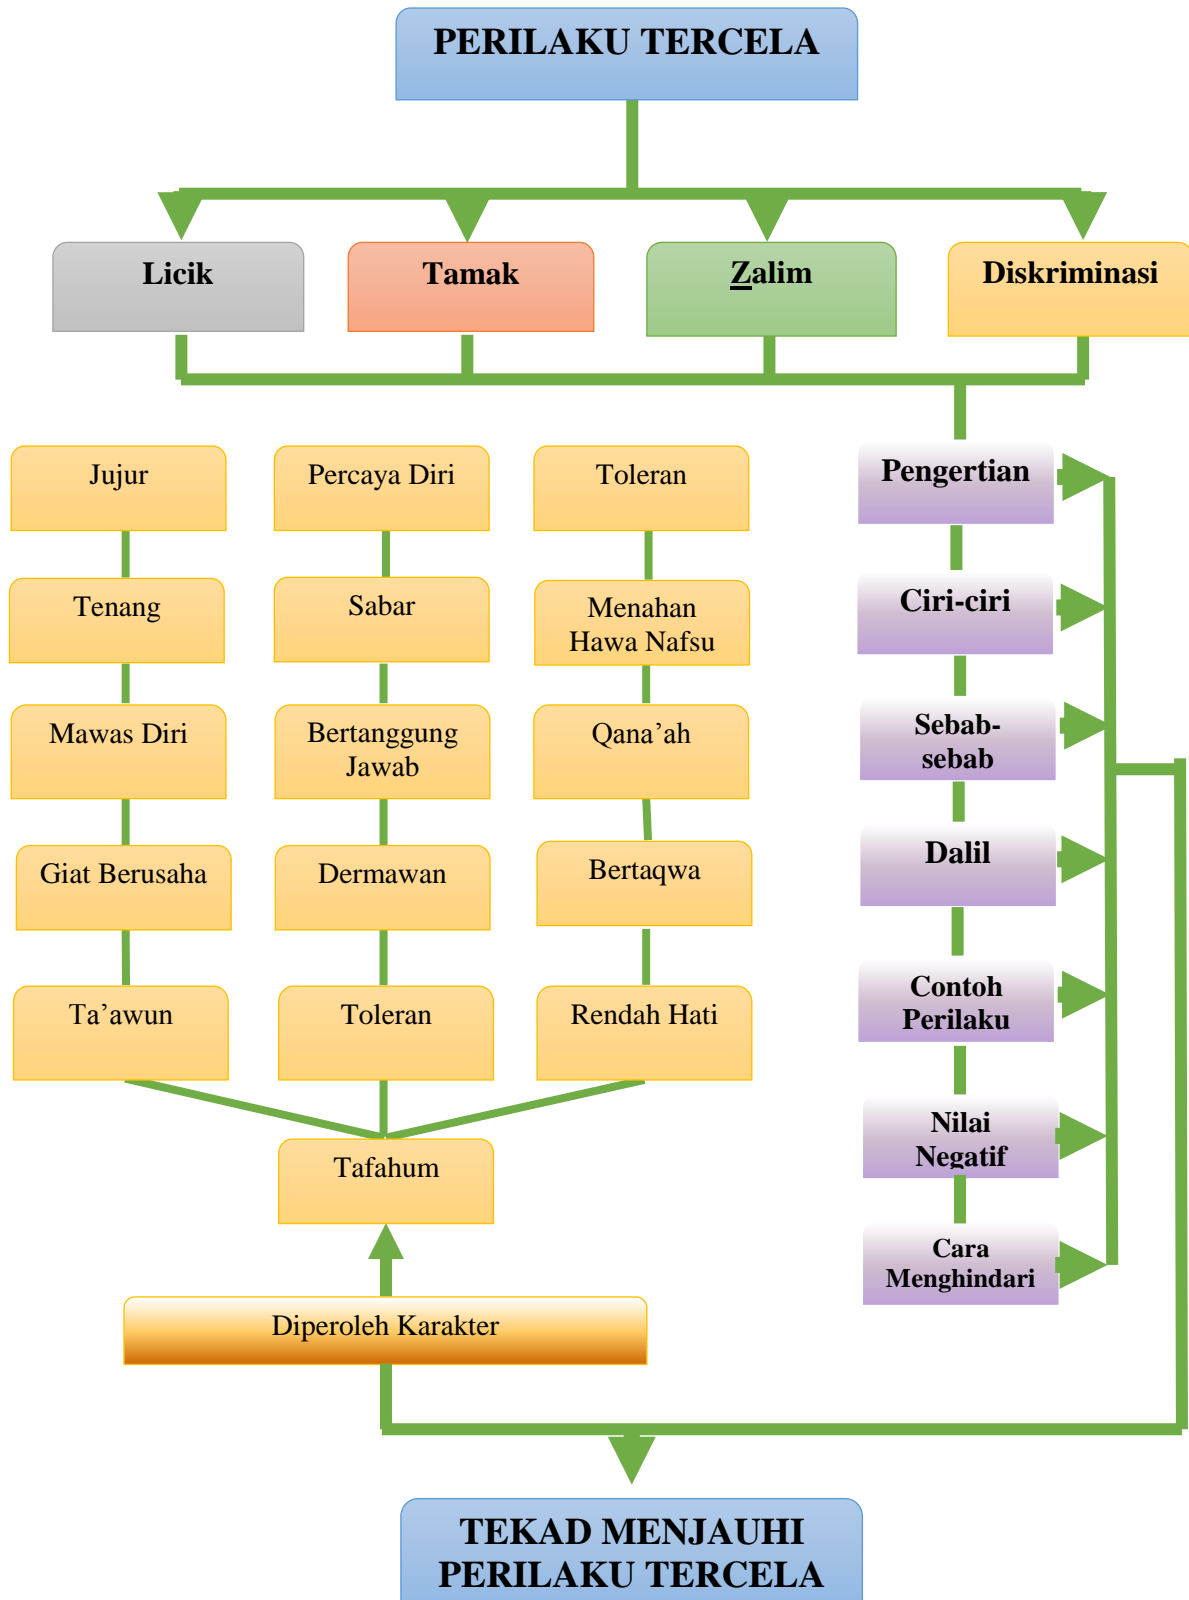 PERILAKU TERCELA
Licik
Tamak
Zalim
Diskriminasi
Jujur
Percaya Diri
Toleran
Pengertian
Tenang
Sabar
Menahan
Hawa Nafsu
Ciri-ciri
Mawas Diri
Bertanggung
Jawab
Qana’ah
Sebab-
sebab
Giat Berusaha
Dermawan
Bertaqwa
Dalil
Ta’awun
Toleran
Rendah Hati
Contoh
Perilaku
Tafahum
Nilai
Negatif
Cara
Menghindari
Diperoleh Karakter
TEKAD MENJAUHI
PERILAKU TERCELA